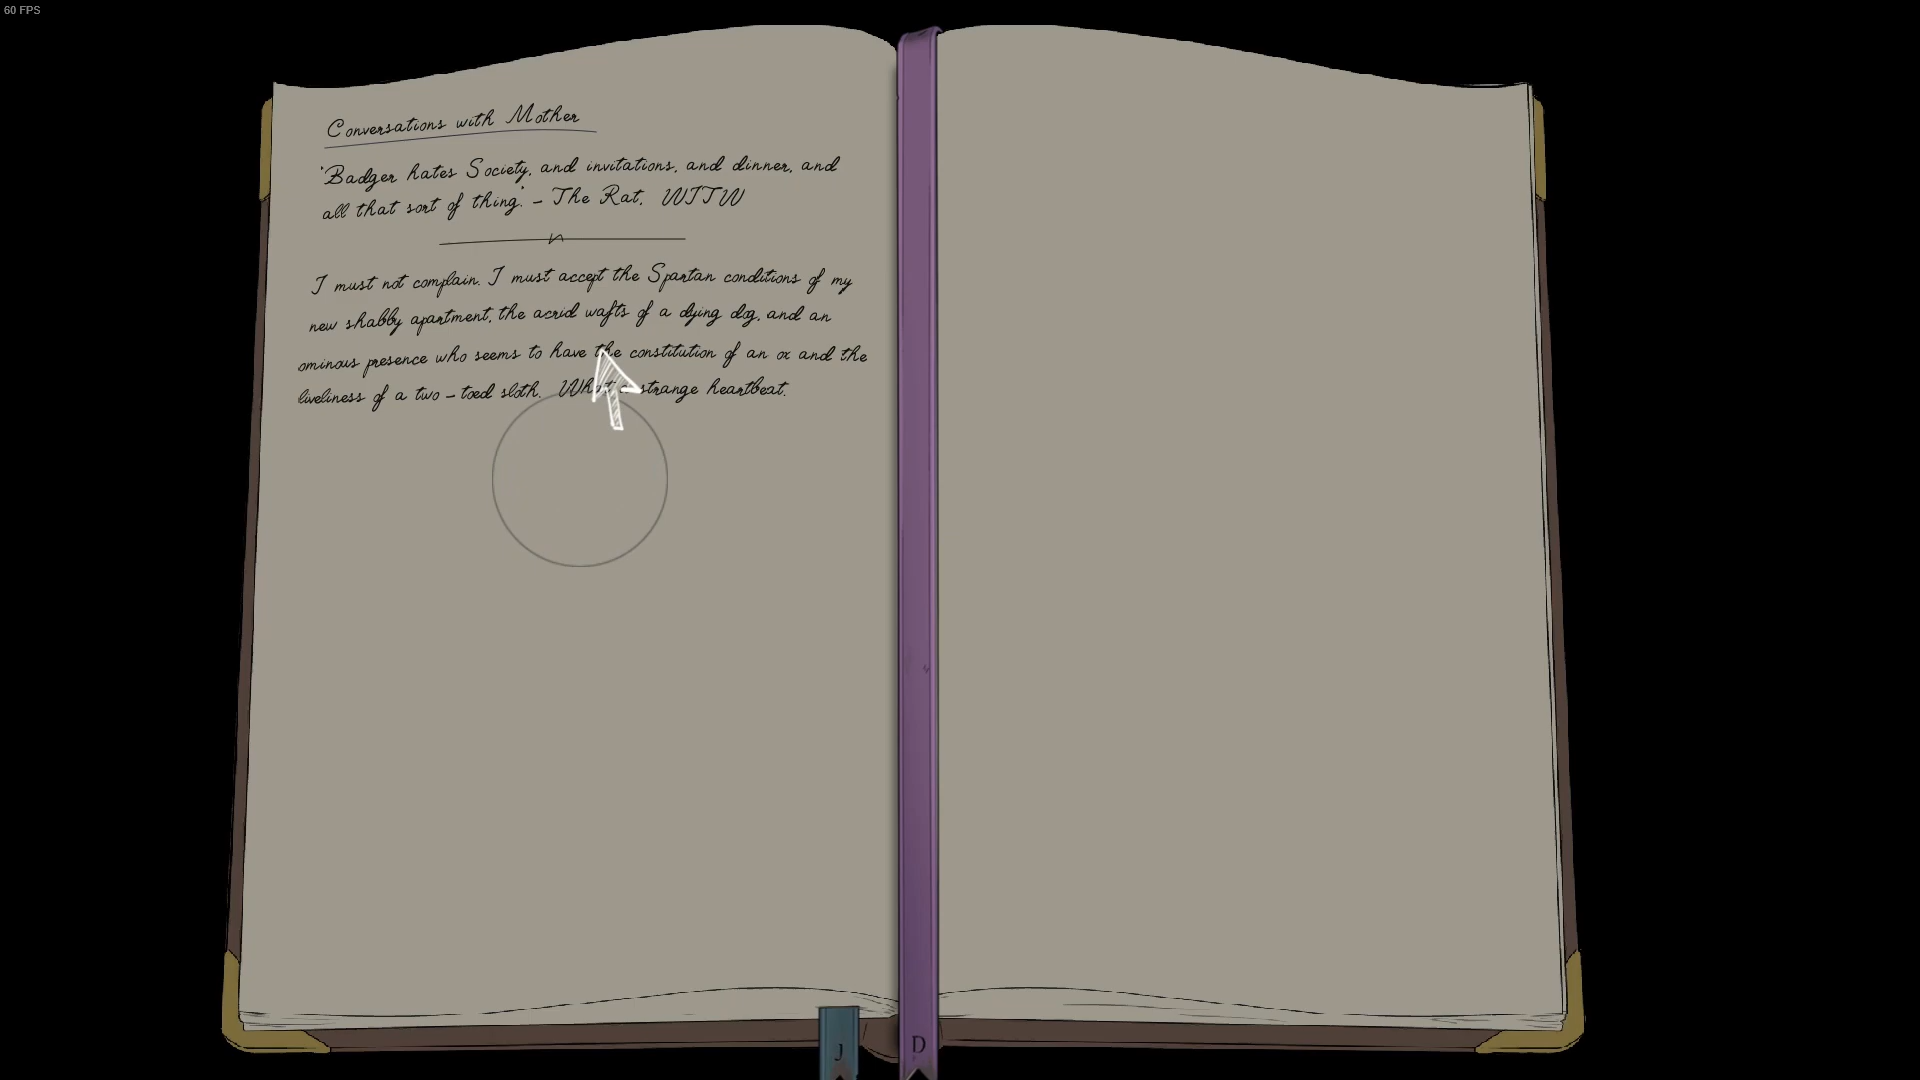 60 FPS
Conversations with Mother
'Badger hates Society, and invitations, and dinner, and
all that sort of thing.' - The Rat, WITW
I must not complain. I must accept the Spartan conditions of my
new shabby apartment, the acrid wafts of a dying dog, and an
ominous presence who seems to have the constitution of an ox and the
liveliness of a two-toed sloth. What a strange heartbeat.
J
D